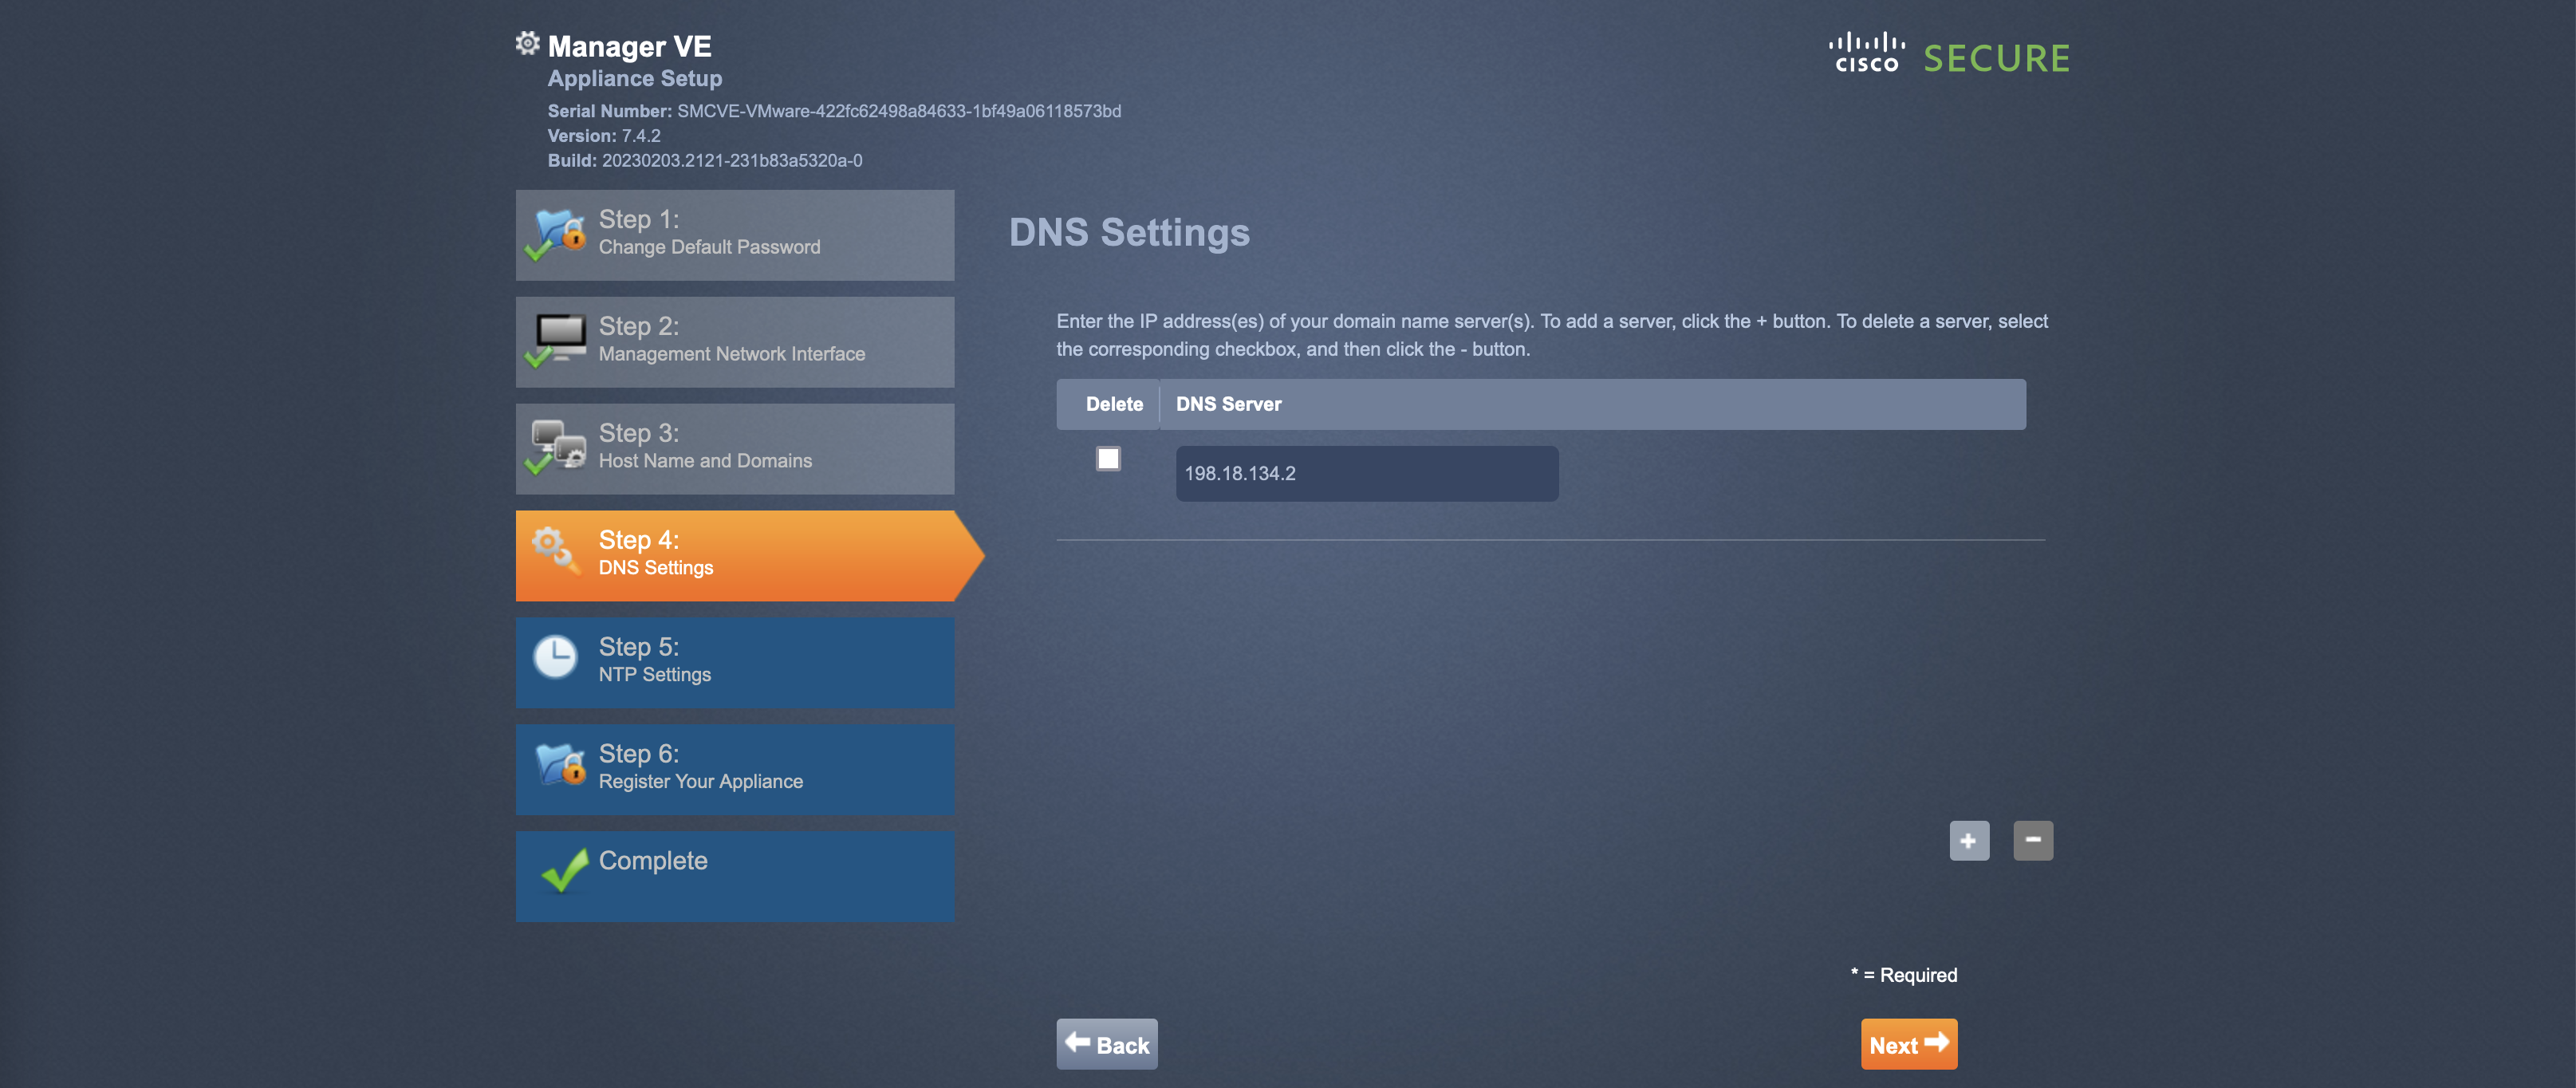 Manager VE
Appliance Setup
Serial Number: SMCVE-VMware-422fc62498a84633-1bf49a06118573bd
Version: 7.4.2
Build: 20230203.2121-231b83a5320a-0
CISCO SECURE
Step 1:
Change Default Password
Step 2:
Management Network Interface
Step 3:
Host Name and Domains
Step 4:
DNS Settings
Step 5:
NTP Settings
Step 6:
Register Your Appliance
Complete
DNS Settings
Enter the IP address(es) of your domain name server(s). To add a server, click the + button. To delete a server, select
the corresponding checkbox, and then click the - button.
Delete DNS Server
198.18.134.2
+ -
* = Required
Back Next